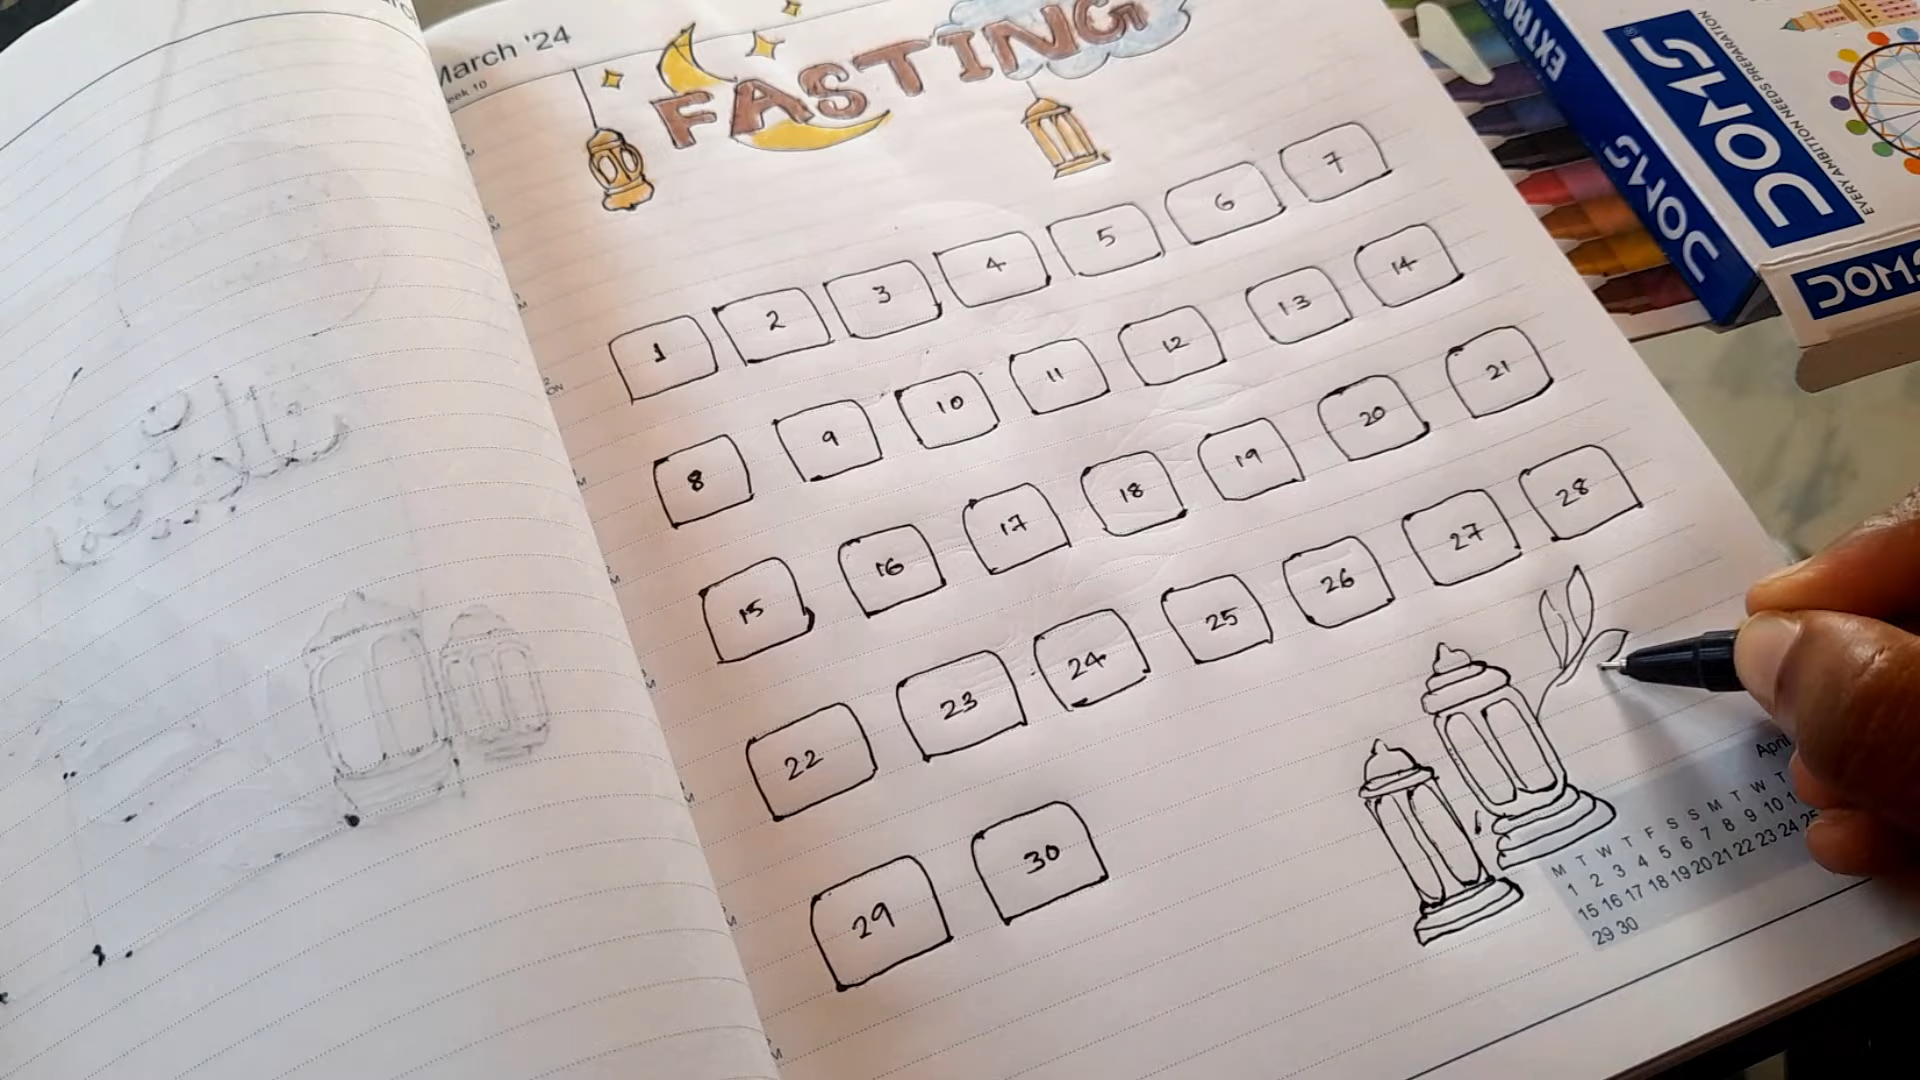 March '24
FASTING
1 2 3 4 5 6 7
8 9 10 11 12 13 14
15 16 17 18 19 20 21
22 23 24 25 26 27 28
29 30
April
M T W T F S S M T W T
1 2 3 4 5 6 7 8 9 10
15 16 17 18 19 20 21 22 23 24 25
29 30
EXTRA
DOMS
DOMS
EVERY AMBITION NEEDS PREPARATION